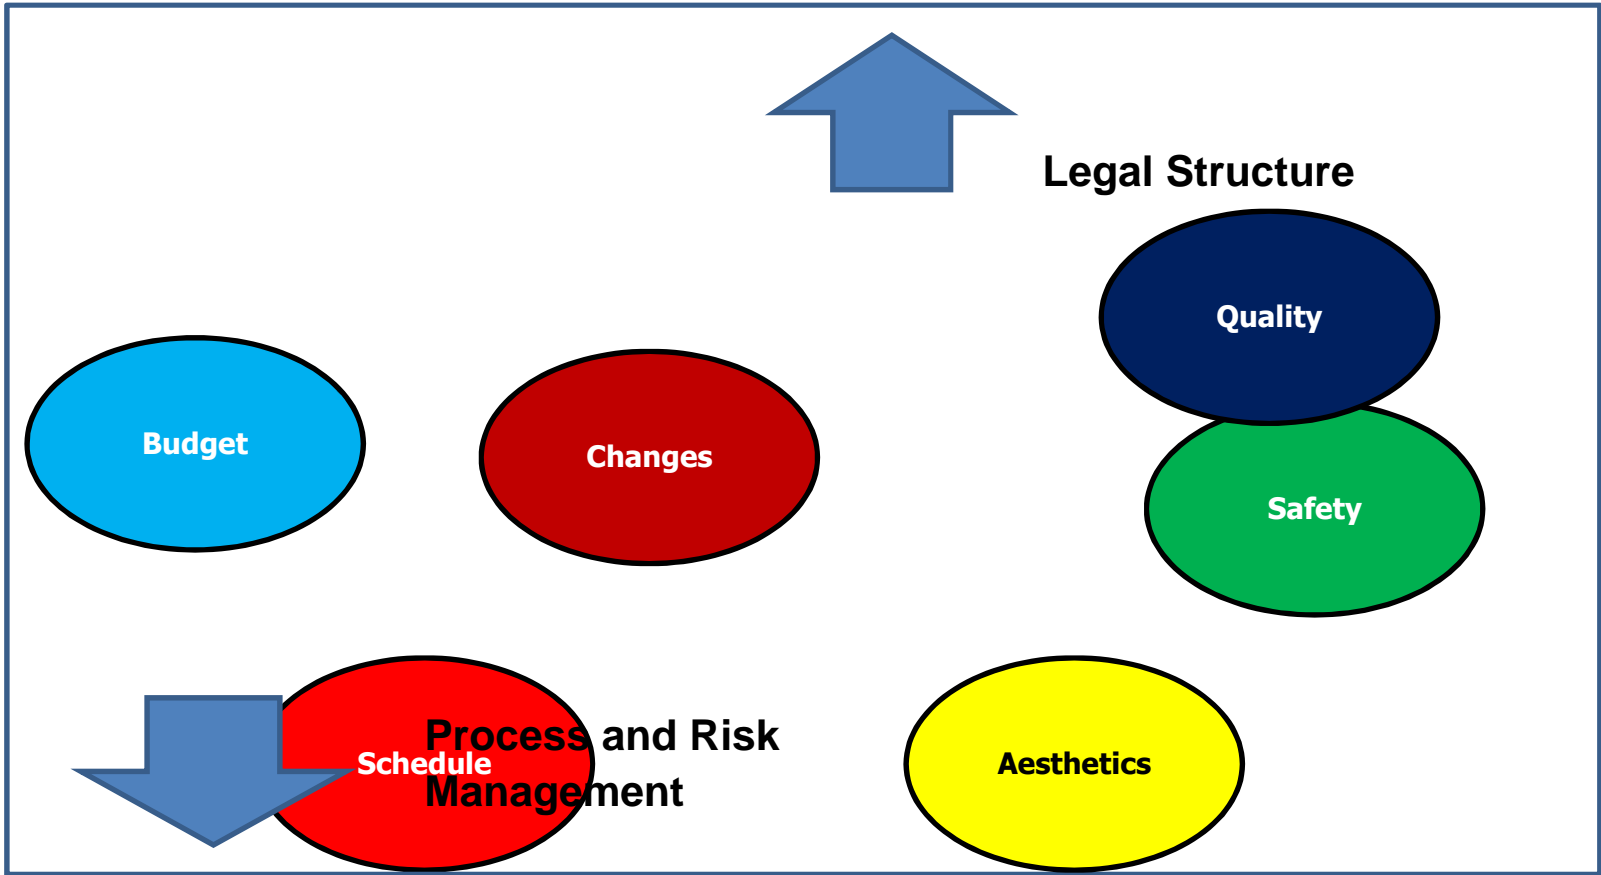 Legal Structure
Quality
Budget
Changes
Safety
Process and Risk
Management
Schedule
Aesthetics